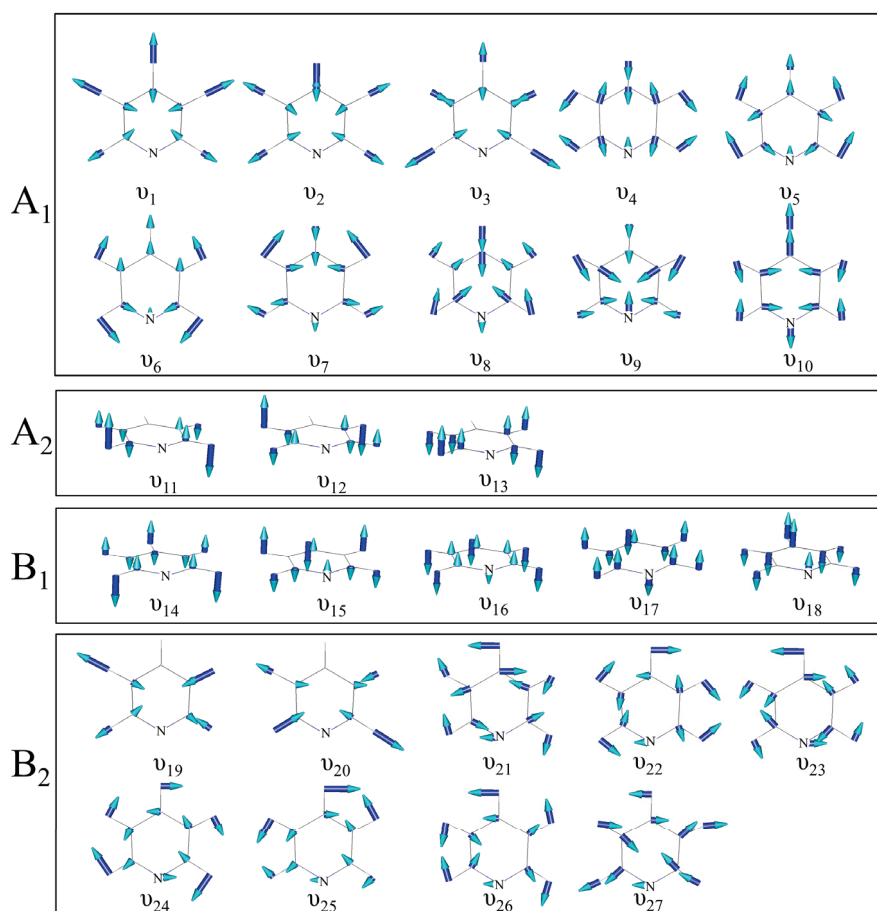 A₁
N N N N N
υ₁ υ₂ υ₃ υ₄ υ₅
N N N N N
υ₆ υ₇ υ₈ υ₉ υ₁₀
A₂
N N N
υ₁₁ υ₁₂ υ₁₃
B₁
N N N N N
υ₁₄ υ₁₅ υ₁₆ υ₁₇ υ₁₈
B₂
N N N N N
υ₁₉ υ₂₀ υ₂₁ υ₂₂ υ₂₃
N N N N
υ₂₄ υ₂₅ υ₂₆ υ₂₇